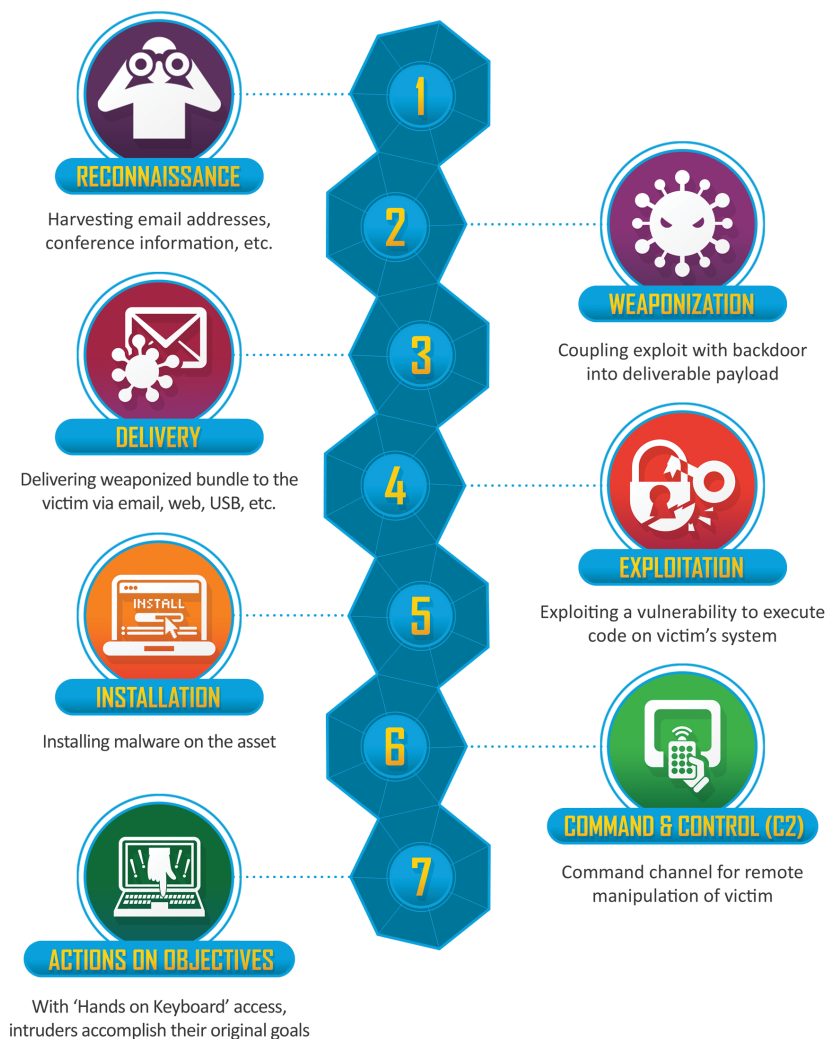 1
RECONNAISSANCE
Harvesting email addresses,
conference information, etc.
2
WEAPONIZATION
Coupling exploit with backdoor
into deliverable payload
3
DELIVERY
Delivering weaponized bundle to the
victim via email, web, USB, etc.
4
EXPLOITATION
Exploiting a vulnerability to execute
code on victim’s system
5
INSTALL
INSTALLATION
Installing malware on the asset
6
COMMAND & CONTROL (C2)
Command channel for remote
manipulation of victim
7
! ! ! !
ACTIONS ON OBJECTIVES
With ‘Hands on Keyboard’ access,
intruders accomplish their original goals